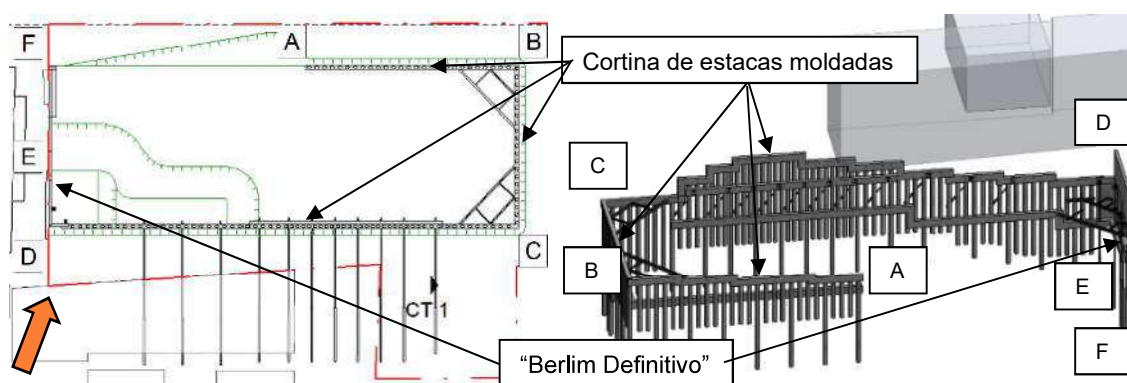 F
A
B
Cortina de estacas moldadas
D
C
E
B
A
E
D
C
CT 1
F
“Berlim Definitivo”